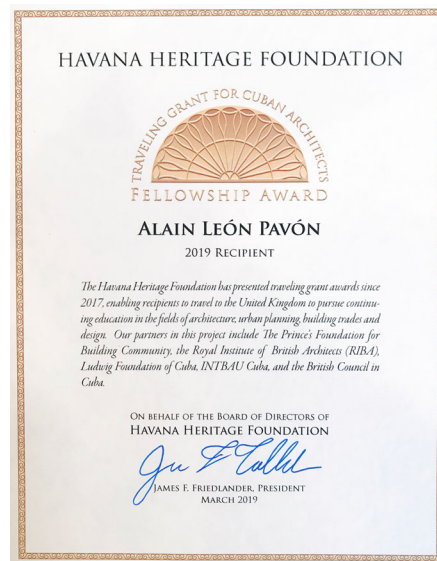 HAVANA HERITAGE FOUNDATION
TRAVELING GRANT FOR CUBAN ARCHITECTS
FELLOWSHIP AWARD
ALAIN LEÓN PAVÓN
2019 RECIPIENT
The Havana Heritage Foundation has presented traveling grant awards since
2017, enabling recipients to travel to the United Kingdom to pursue continu-
ing education in the fields of architecture, urban planning, building trades and
design. Our partners in this project include The Prince's Foundation for
Building Community, the Royal Institute of British Architects (RIBA),
Ludwig Foundation of Cuba, INTBAU Cuba, and the British Council in
Cuba.
ON BEHALF OF THE BOARD OF DIRECTORS OF
HAVANA HERITAGE FOUNDATION
JAMES F. FRIEDLANDER, PRESIDENT
MARCH 2019